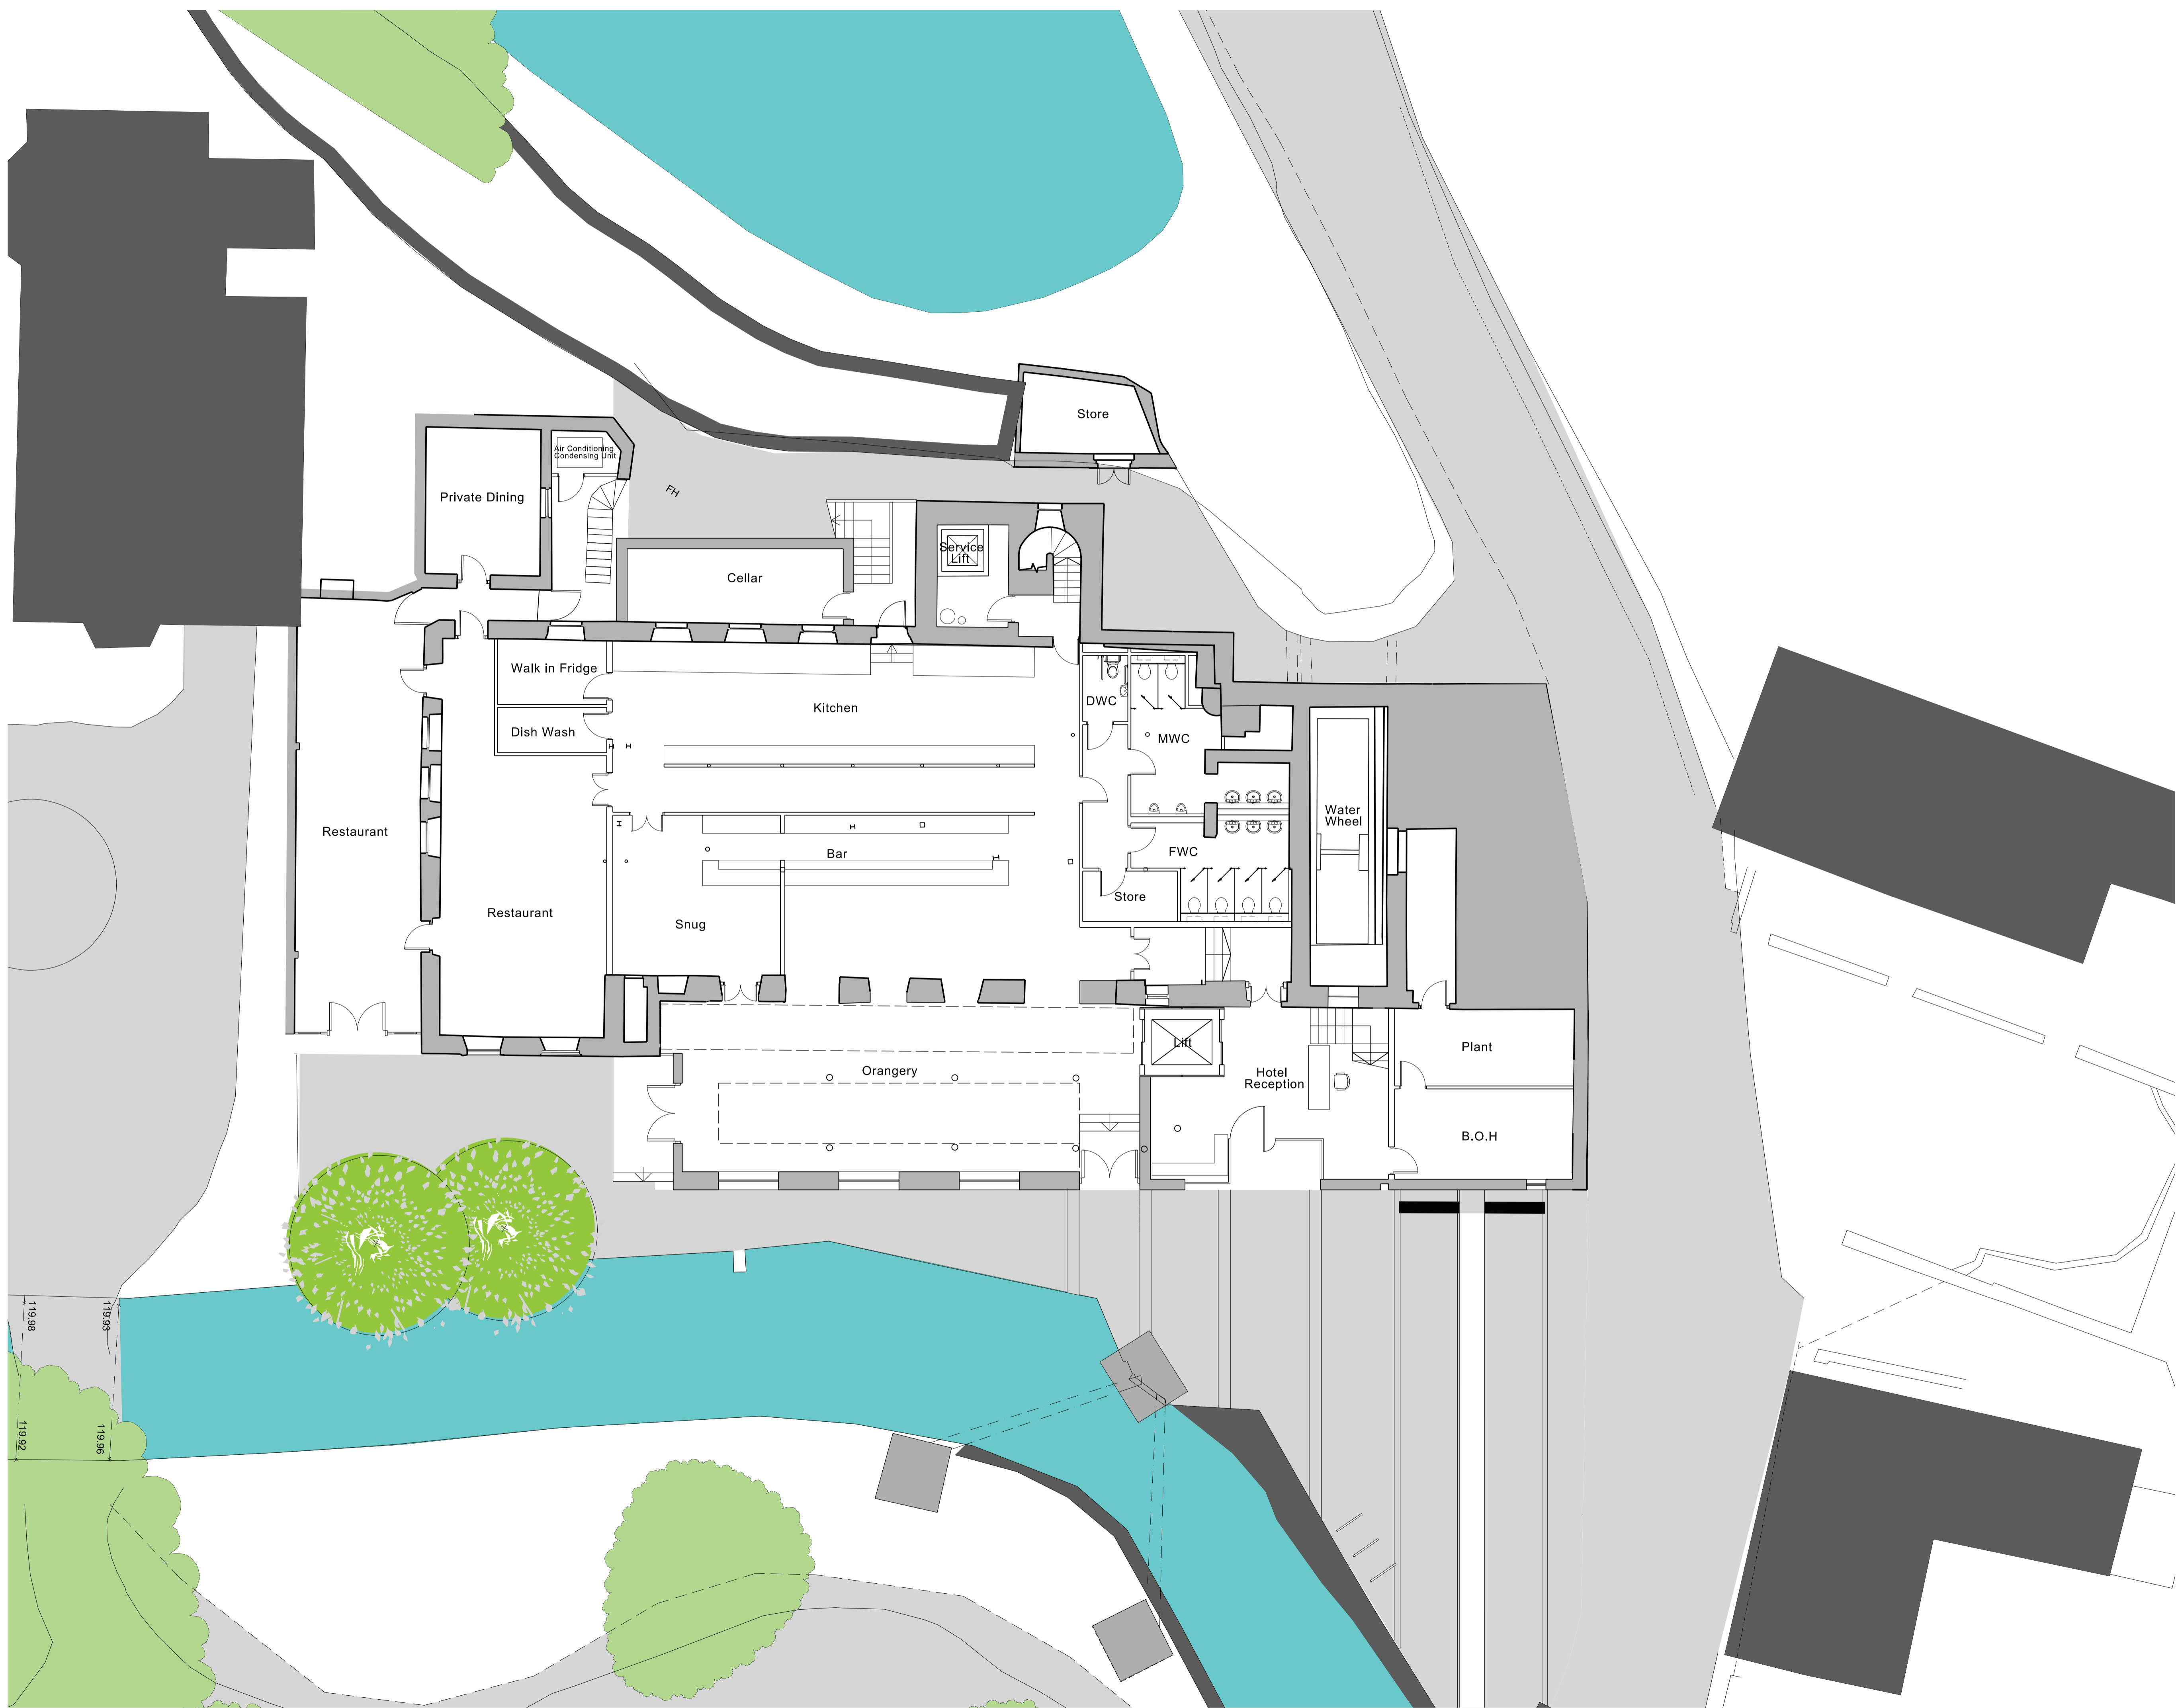 Store
Air Conditioning
Condensing Unit
Private Dining
FH
Service
Lift
Cellar
Walk in Fridge
Kitchen
DWC
Dish Wash
MWC
Water
Wheel
Restaurant
Bar
FWC
Store
Restaurant
Snug
Lift
Plant
Orangery
Hotel
Reception
B.O.H
119.98
119.93
119.92
119.96